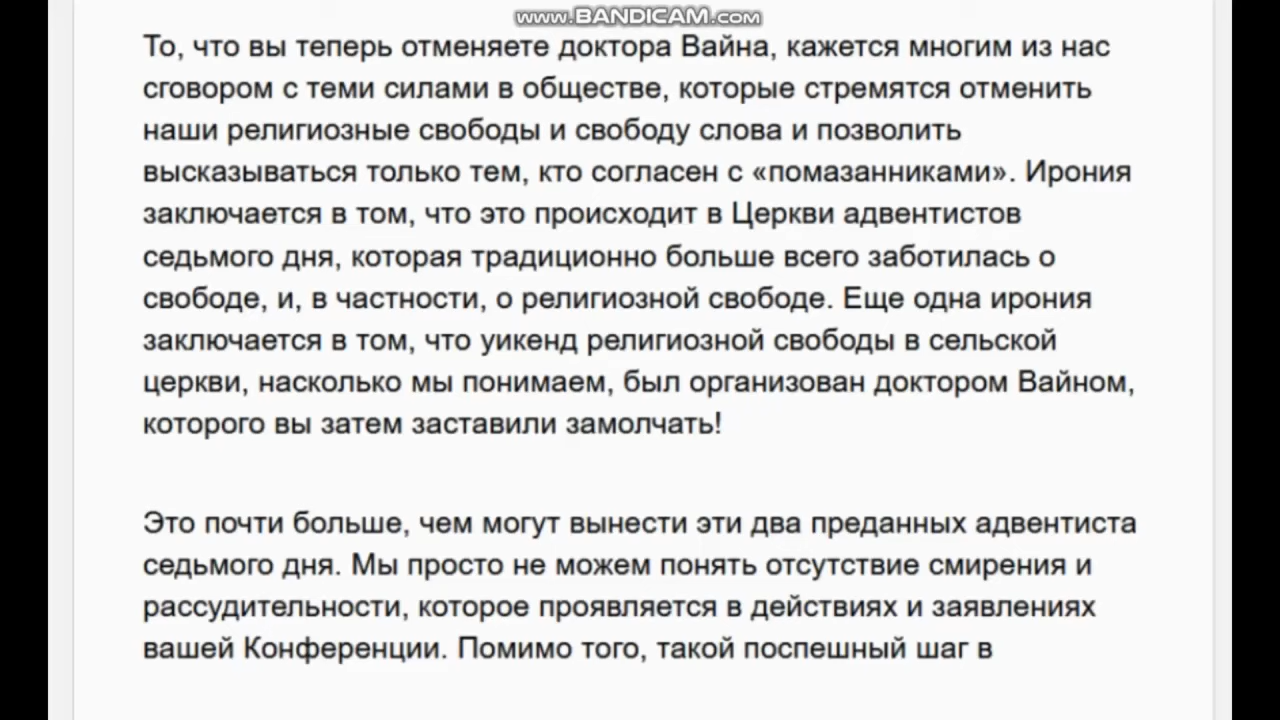 www.BANDICAM.com
То, что вы теперь отменяете доктора Вайна, кажется многим из нас
сговором с теми силами в обществе, которые стремятся отменить
наши религиозные свободы и свободу слова и позволить
высказываться только тем, кто согласен с «помазанниками». Ирония
заключается в том, что это происходит в Церкви адвентистов
седьмого дня, которая традиционно больше всего заботилась о
свободе, и, в частности, о религиозной свободе. Еще одна ирония
заключается в том, что уикенд религиозной свободы в сельской
церкви, насколько мы понимаем, был организован доктором Вайном,
которого вы затем заставили замолчать!
Это почти больше, чем могут вынести эти два преданных адвентиста
седьмого дня. Мы просто не можем понять отсутствие смирения и
рассудительности, которое проявляется в действиях и заявлениях
вашей Конференции. Помимо того, такой поспешный шаг в